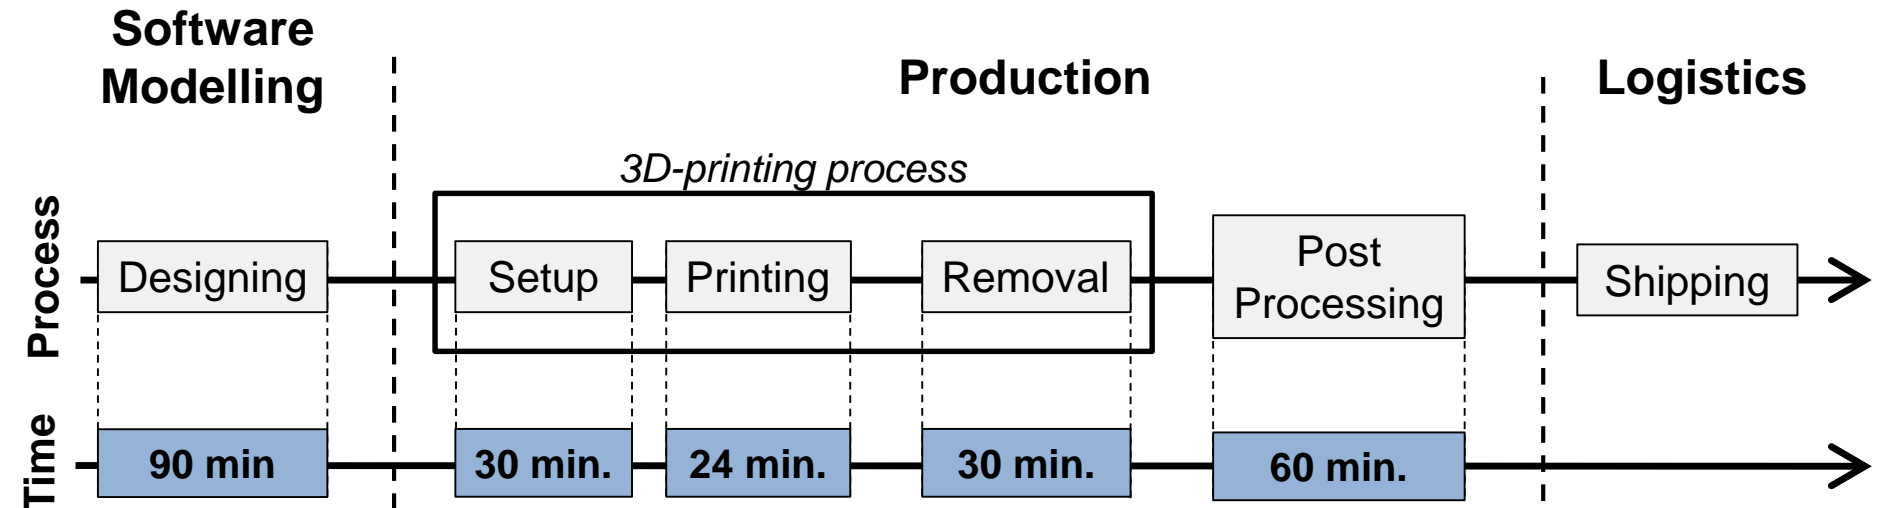 Software
Modelling
Production
Logistics
3D-printing process
Process
Designing
Setup
Printing
Removal
Post
Processing
Shipping
Time
90 min
30 min.
24 min.
30 min.
60 min.